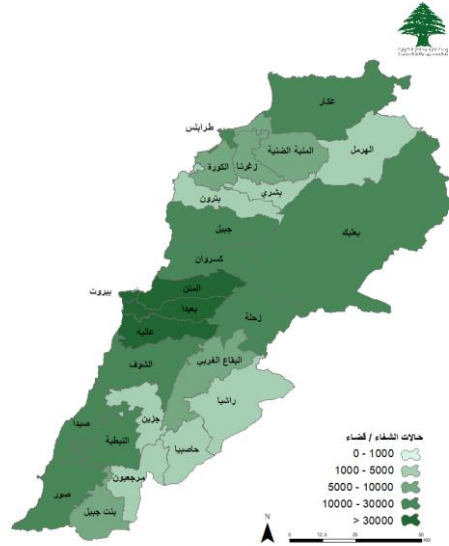 عكار
طرابلس
الهرمل
المنية الضنية
زغرتا
الكورة
بشري
بترون
بعلبك
جبيل
كسروان
المتن
بيروت
بعبدا
زحلة
عاليه
البقاع الغربي
الشوف
راشيا
جزين
صيدا
حاصبيا
النبطية
مرجعيون
صور
بنت جبيل
حالات الشفاء / قضاء
0 - 1000
1000 - 5000
5000 - 10000
10000 - 30000
> 30000
N